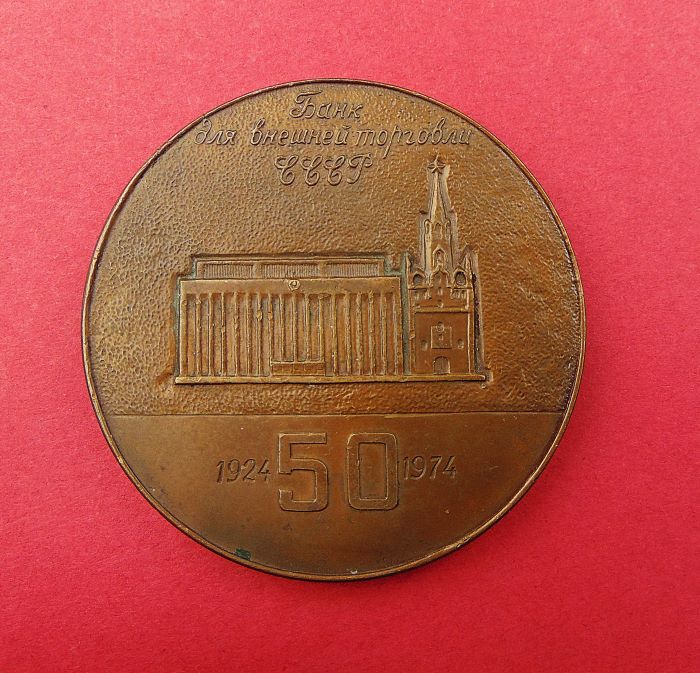 Банк
для внешней торговли
СССР
1924 50 1974